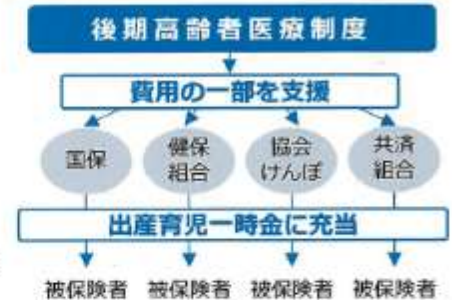 後期高齢者医療制度
費用の一部を支援
国保
健保
組合
協会
けんぽ
共済
組合
出産育児一時金に充当
被保険者 被保険者 被保険者 被保険者